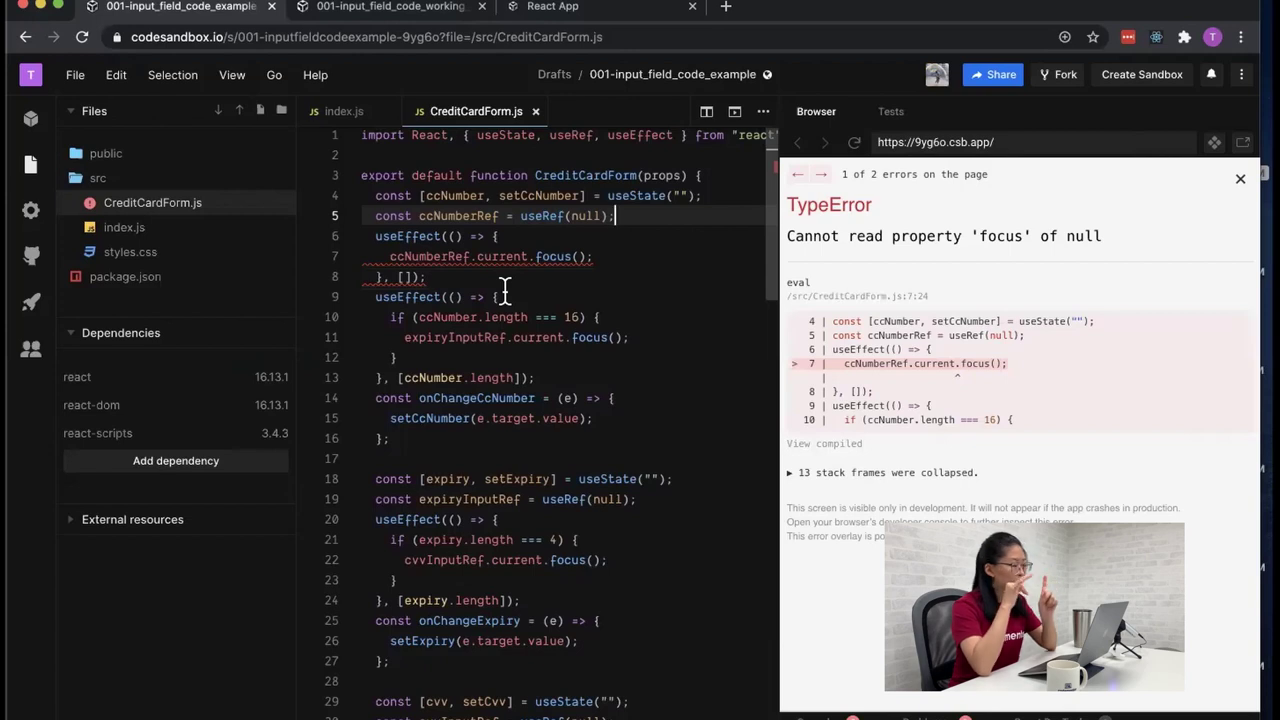 001-input_field_code_example
001-input_field_code_working
React App
codesandbox.io/s/001-inputfieldcodeexample-9yg6o?file=/src/CreditCardForm.js
T
T
File Edit Selection View Go Help
Drafts / 001-input_field_code_example
Share
Fork
Create Sandbox
Files
public
src
CreditCardForm.js
index.js
styles.css
package.json
Dependencies
react 16.13.1
react-dom 16.13.1
react-scripts 3.4.3
Add dependency
External resources
JS index.js
JS CreditCardForm.js
1 import React, { useState, useRef, useEffect } from "react"
2
3 export default function CreditCardForm(props) {
4 const [ccNumber, setCcNumber] = useState("");
5 const ccNumberRef = useRef(null);
6 useEffect(() => {
7 ccNumberRef.current.focus();
8 }, []);
9 useEffect(() => {
10 if (ccNumber.length === 16) {
11 expiryInputRef.current.focus();
12 }
13 }, [ccNumber.length]);
14 const onChangeCcNumber = (e) => {
15 setCcNumber(e.target.value);
16 };
17
18 const [expiry, setExpiry] = useState("");
19 const expiryInputRef = useRef(null);
20 useEffect(() => {
21 if (expiry.length === 4) {
22 cvvInputRef.current.focus();
23 }
24 }, [expiry.length]);
25 const onChangeExpiry = (e) => {
26 setExpiry(e.target.value);
27 };
28
29 const [cvv, setCvv] = useState("");
Browser
Tests
https://9yg6o.csb.app/
← → 1 of 2 errors on the page
TypeError
Cannot read property 'focus' of null
eval
/src/CreditCardForm.js:7:24
4 | const [ccNumber, setCcNumber] = useState("");
5 | const ccNumberRef = useRef(null);
6 | useEffect(() => {
> 7 | ccNumberRef.current.focus();
| ^
8 | }, []);
9 | useEffect(() => {
10 | if (ccNumber.length === 16) {
View compiled
▶ 13 stack frames were collapsed.
This screen is visible only in development. It will not appear if the app crashes in production.
Open your browser's developer console to further inspect this error.
This error overlay is